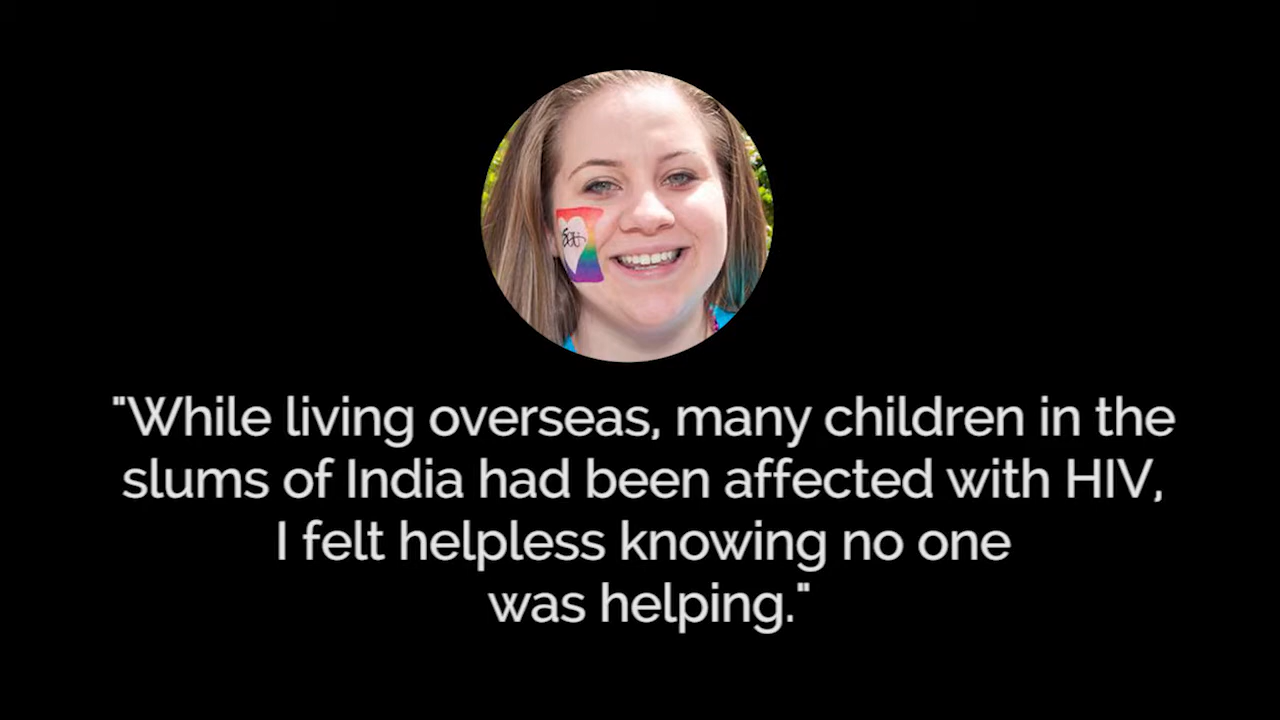 "While living overseas, many children in the
slums of India had been affected with HIV,
I felt helpless knowing no one
was helping."